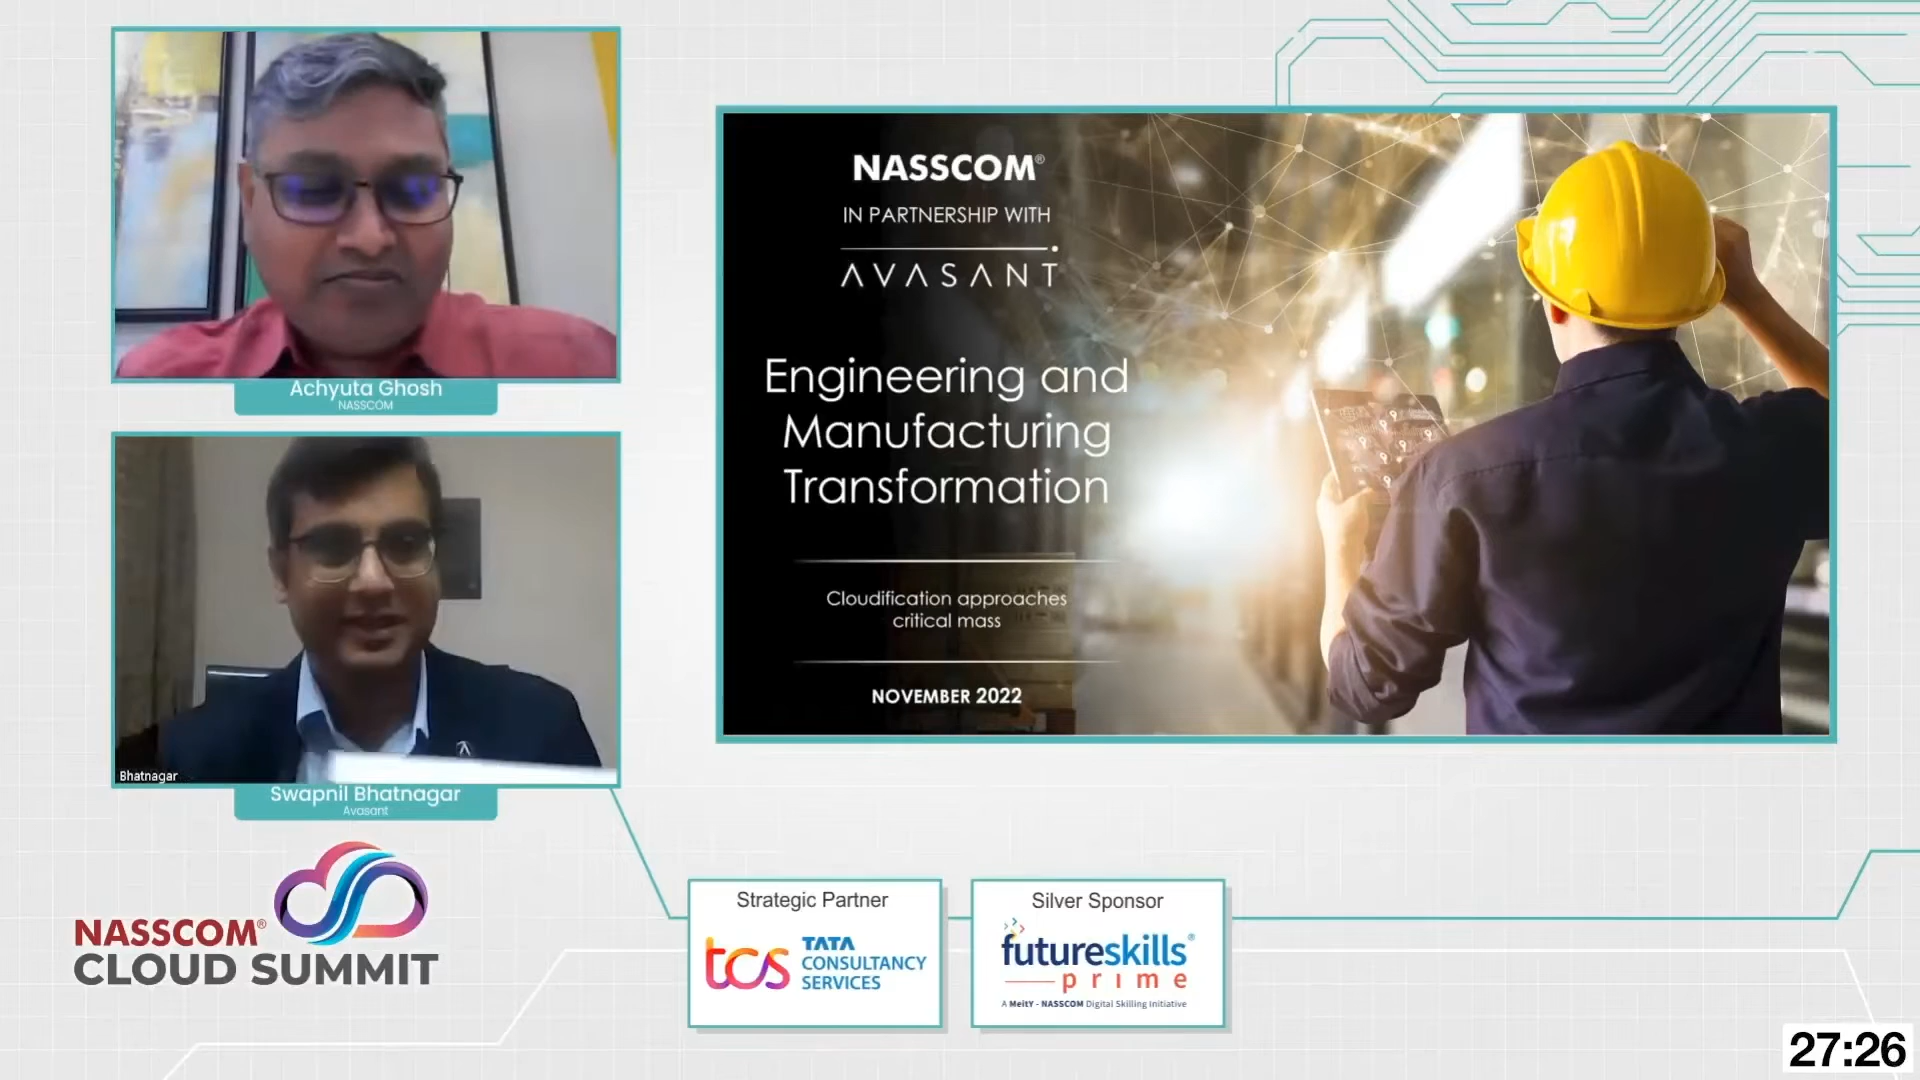 Achyuta Ghosh
NASSCOM
Bhatnagar
Swapnil Bhatnagar
Avasant
NASSCOM®
CLOUD SUMMIT
NASSCOM®
IN PARTNERSHIP WITH
AVASANT
Engineering and
Manufacturing
Transformation
Cloudification approaches
critical mass
NOVEMBER 2022
Strategic Partner
tcs
TATA
CONSULTANCY
SERVICES
Silver Sponsor
futureskills®
prime
A MeitY - NASSCOM Digital Skilling Initiative
27:26